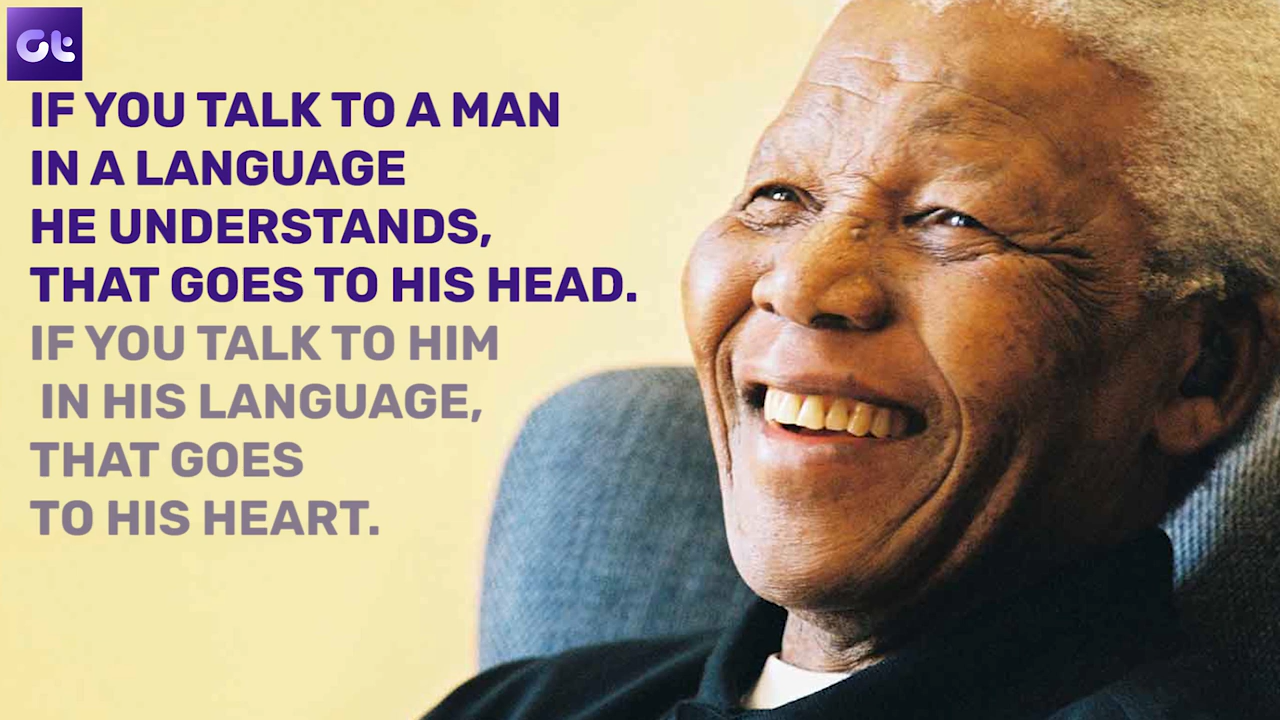 Gt
IF YOU TALK TO A MAN
IN A LANGUAGE
HE UNDERSTANDS,
THAT GOES TO HIS HEAD.
IF YOU TALK TO HIM
IN HIS LANGUAGE,
THAT GOES
TO HIS HEART.